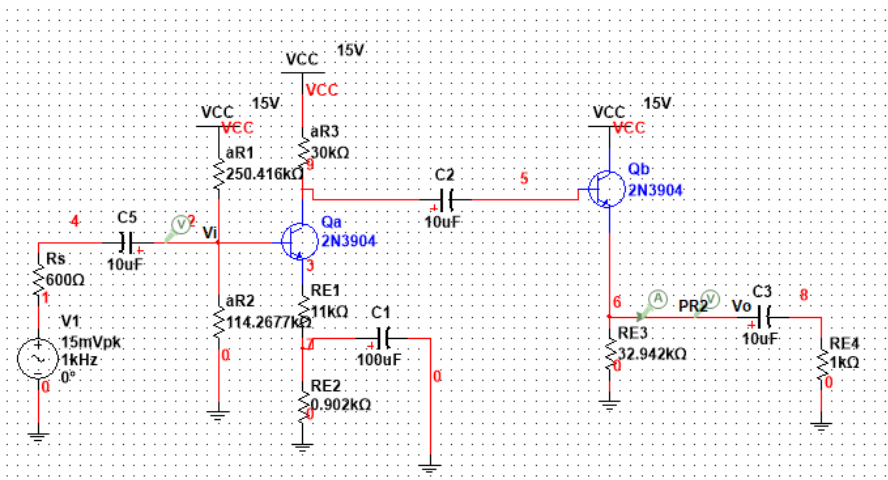 VCC
15V
VCC
VCC
15V
VCC
aR3
30kΩ
9
VCC
15V
VCC
aR1
250.416kΩ
C2
10uF
5
Qb
2N3904
4
C5
10uF
V
2
Vi
Qa
2N3904
3
Rs
600Ω
1
RE1
11kΩ
6
A
PR2
V
Vo
C3
10uF
8
V1
15mVpk
1kHz
0°
0
aR2
114.2677kΩ
0
C1
100uF
0
RE3
32.942kΩ
0
RE4
1kΩ
0
RE2
0.902kΩ
0